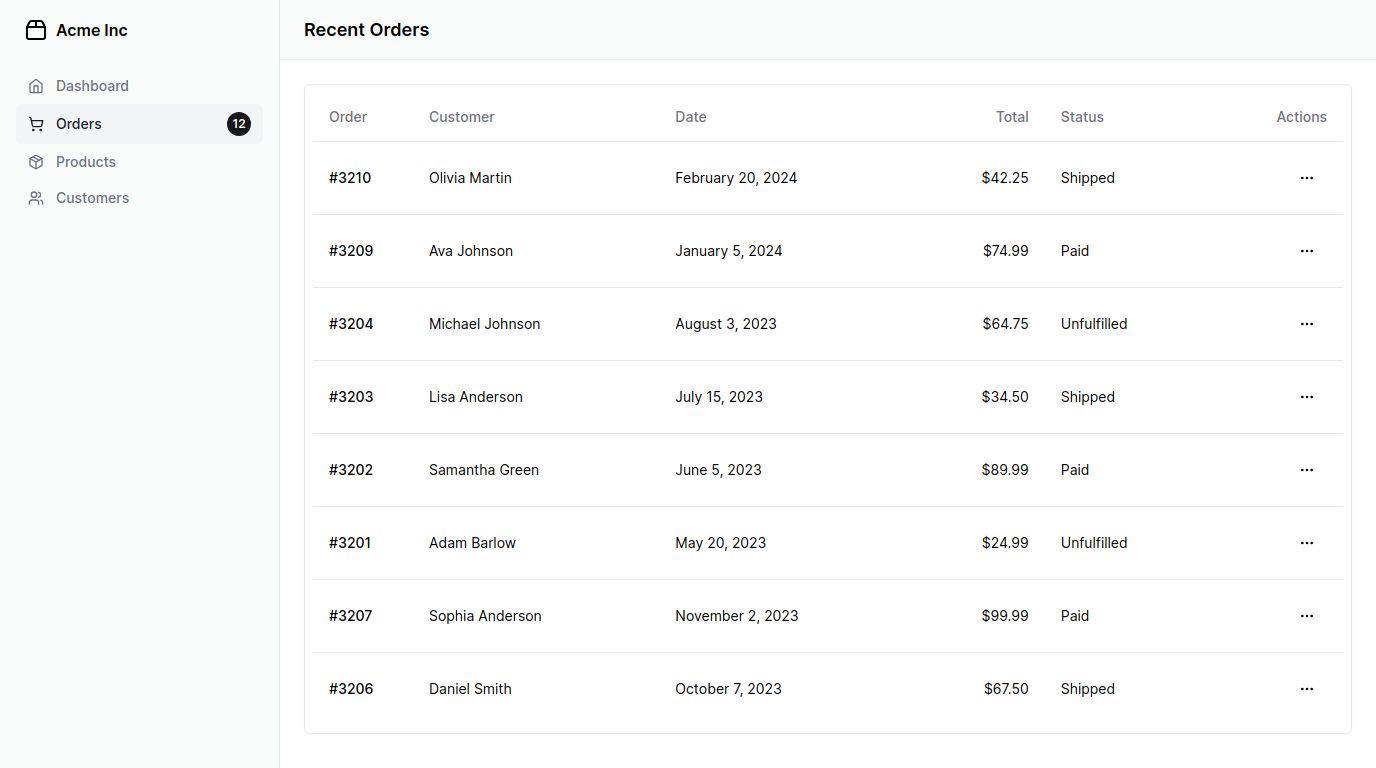 Acme Inc
Dashboard
Orders 12
Products
Customers
Recent Orders
Order Customer Date Total Status Actions
#3210 Olivia Martin February 20, 2024 $42.25 Shipped
#3209 Ava Johnson January 5, 2024 $74.99 Paid
#3204 Michael Johnson August 3, 2023 $64.75 Unfulfilled
#3203 Lisa Anderson July 15, 2023 $34.50 Shipped
#3202 Samantha Green June 5, 2023 $89.99 Paid
#3201 Adam Barlow May 20, 2023 $24.99 Unfulfilled
#3207 Sophia Anderson November 2, 2023 $99.99 Paid
#3206 Daniel Smith October 7, 2023 $67.50 Shipped